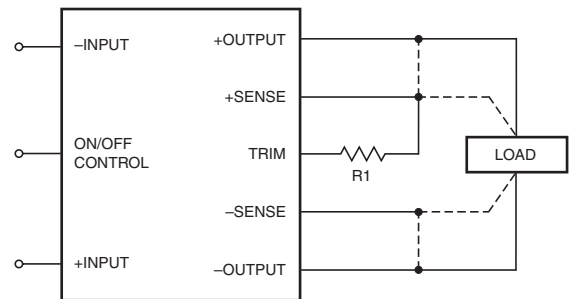 –INPUT
+OUTPUT
+SENSE
ON/OFF
CONTROL
TRIM
R1
LOAD
–SENSE
+INPUT
–OUTPUT